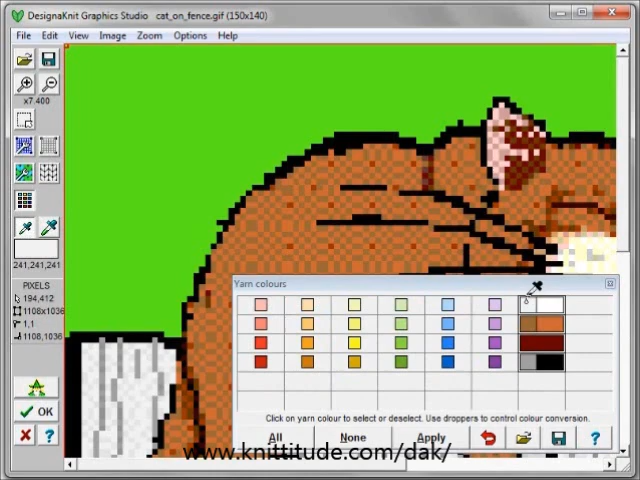 DesignaKnit Graphics Studio cat_on_fence.gif (150x140)
File Edit View Image Zoom Options Help
x7.400
241,241,241
PIXELS
194,412
1108x1036
1,1
1108,1036
OK
?
Yarn colours
Click on yarn colour to select or deselect. Use droppers to control colour conversion.
All None Apply ?
www.knittitude.com/dak/